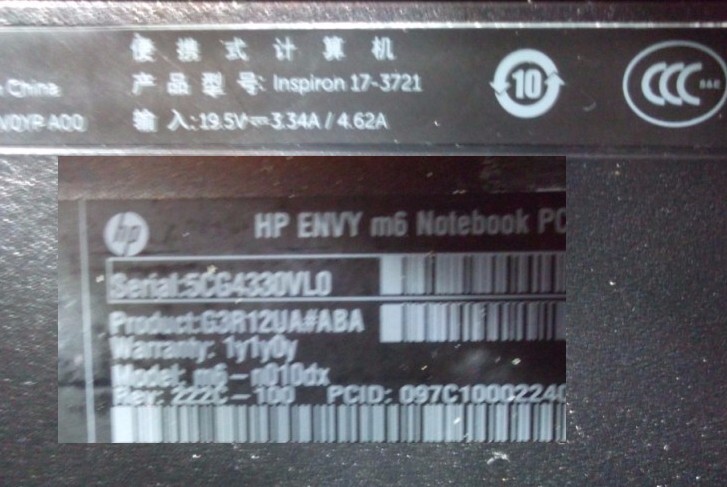 便携式计算机
China
产品型号: Inspiron 17-3721
10
CCC
A00
输入:19.5V⎓3.34A / 4.62A
hp
HP ENVY m6 Notebook PC
Serial:5CG4330VL0
Product:G3R12UA#ABA
Warranty: 1y1y0y
Model: m6-n010dx
Rev: 222C-100 PCID: 097C10002240